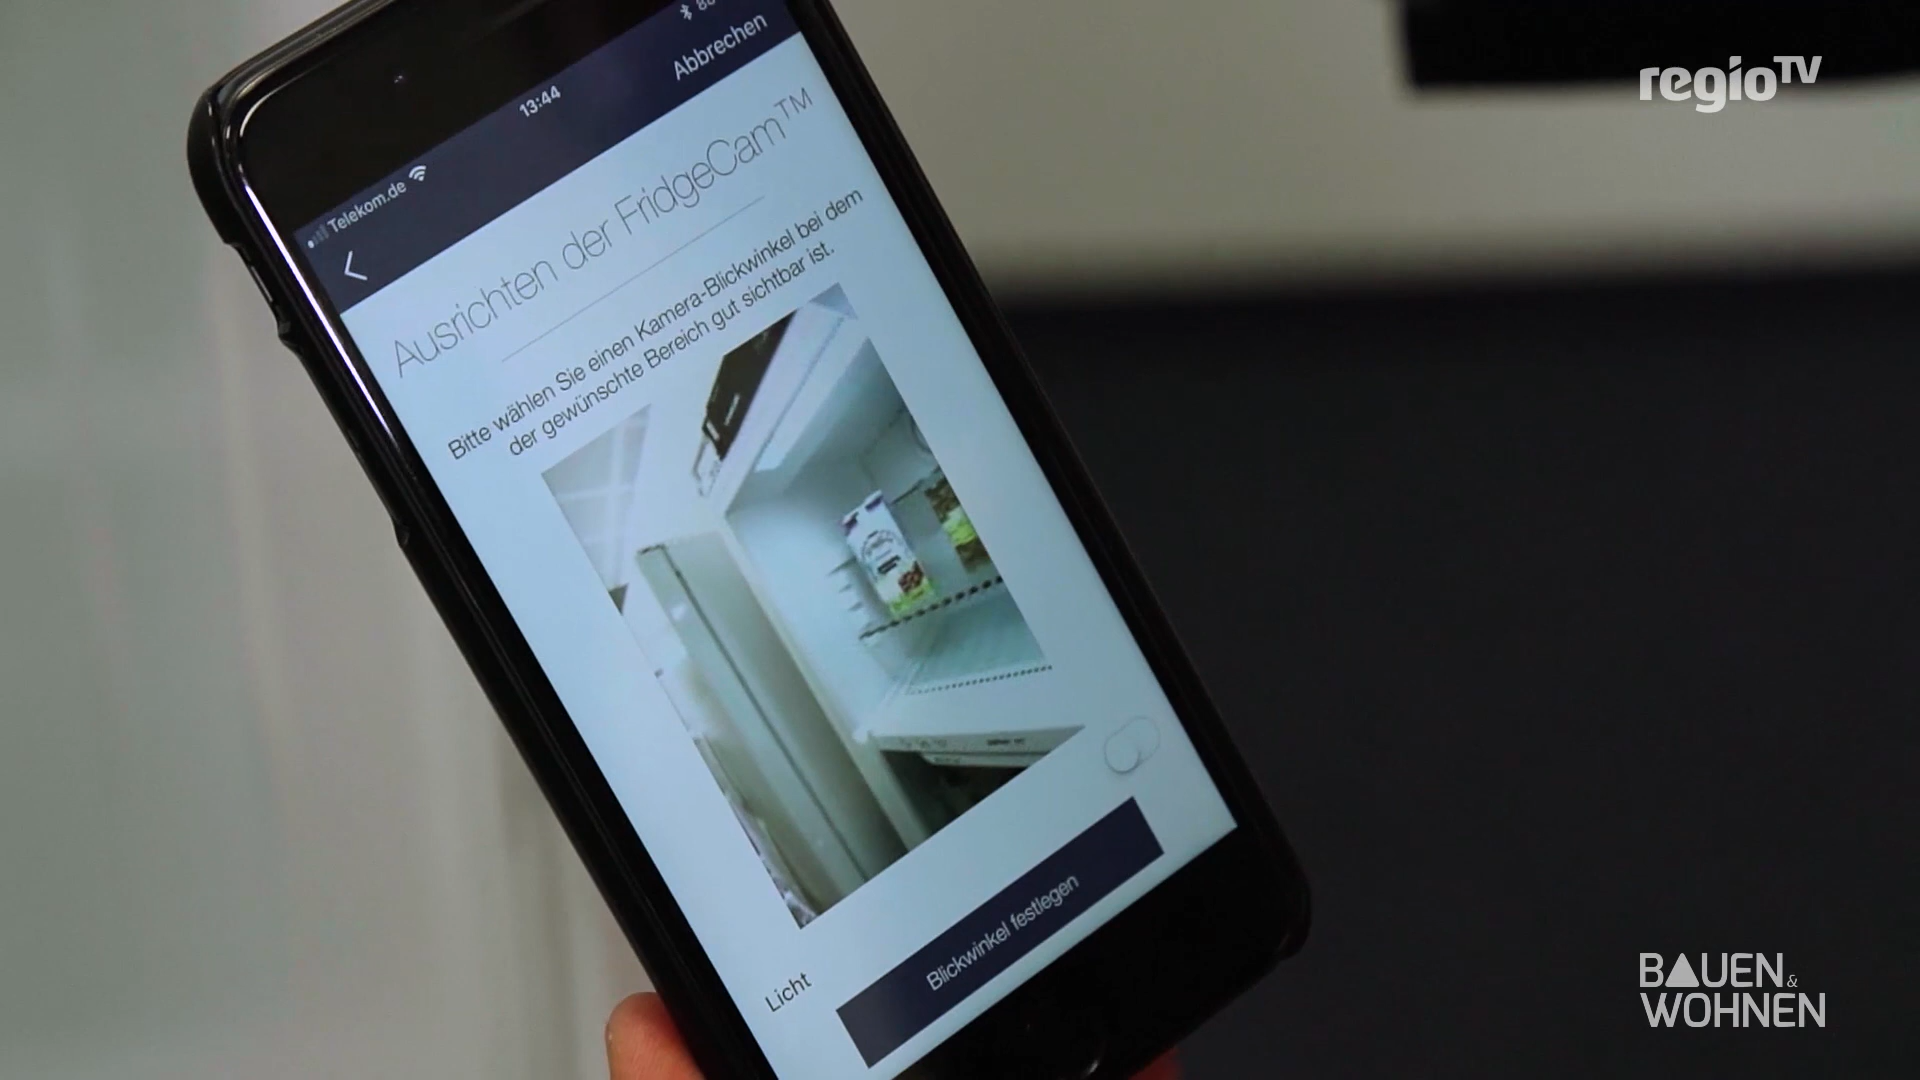 regioTV
Telekom.de
13:44
Abbrechen
Ausrichten der FridgeCam™
Bitte wählen Sie einen Kamera-Blickwinkel bei dem
der gewünschte Bereich gut sichtbar ist.
Licht
Blickwinkel festlegen
BAUEN &
WOHNEN